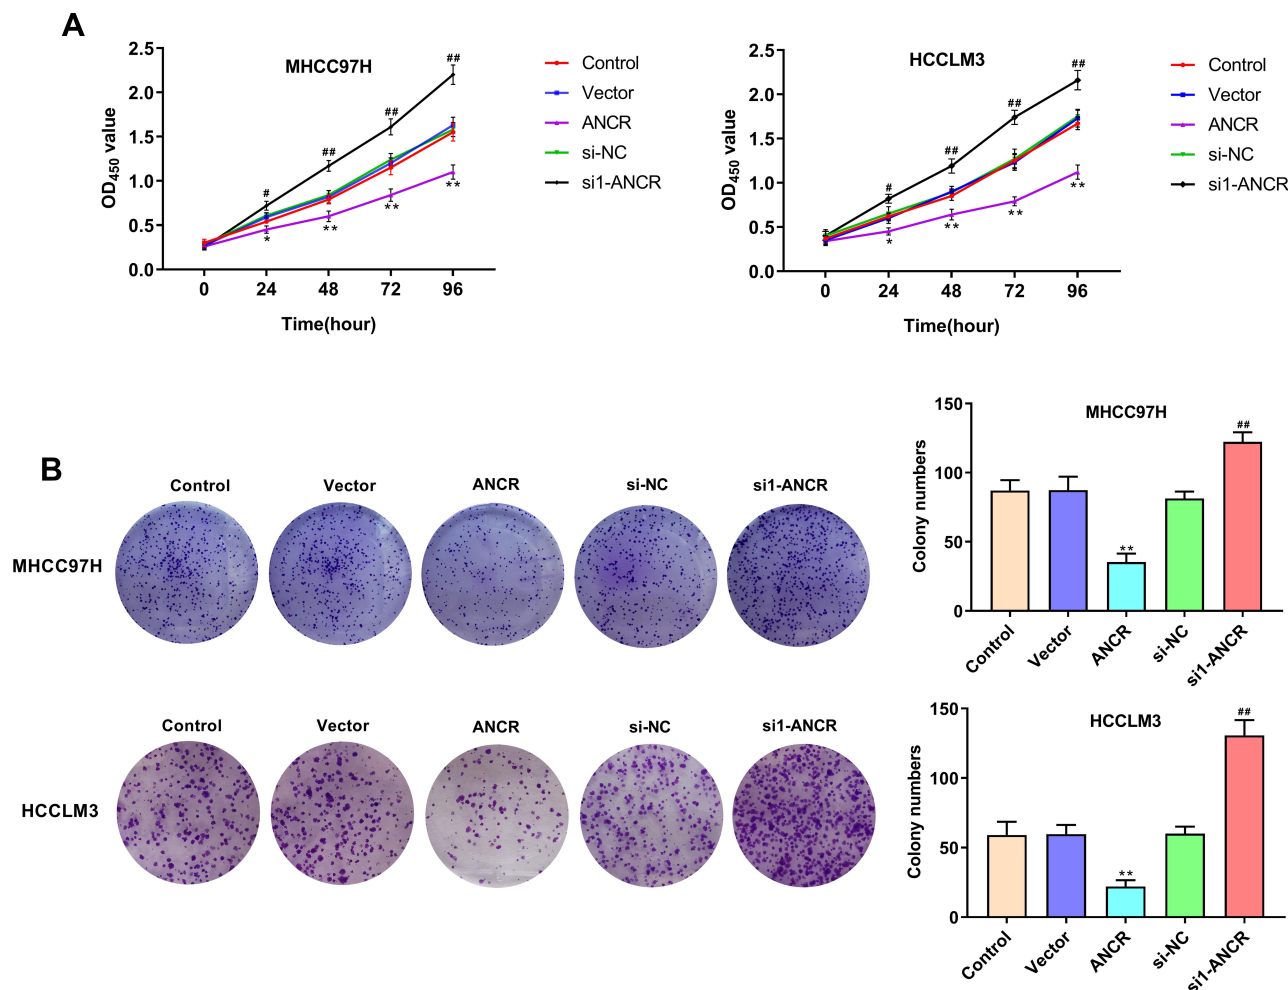 A
MHCC97H
OD450 value
2.5
2.0
1.5
1.0
0.5
0.0
0 24 48 72 96
Time(hour)
# ## ## ##
* ** ** **
Control
Vector
ANCR
si-NC
si1-ANCR
HCCLM3
OD450 value
2.5
2.0
1.5
1.0
0.5
0.0
0 24 48 72 96
Time(hour)
# ## ## ##
* ** ** **
Control
Vector
ANCR
si-NC
si1-ANCR
B
Control Vector ANCR si-NC si1-ANCR
MHCC97H
Control Vector ANCR si-NC si1-ANCR
HCCLM3
MHCC97H
Colony numbers
150
100
50
0
**
##
Control Vector ANCR si-NC si1-ANCR
HCCLM3
Colony numbers
150
100
50
0
**
##
Control Vector ANCR si-NC si1-ANCR